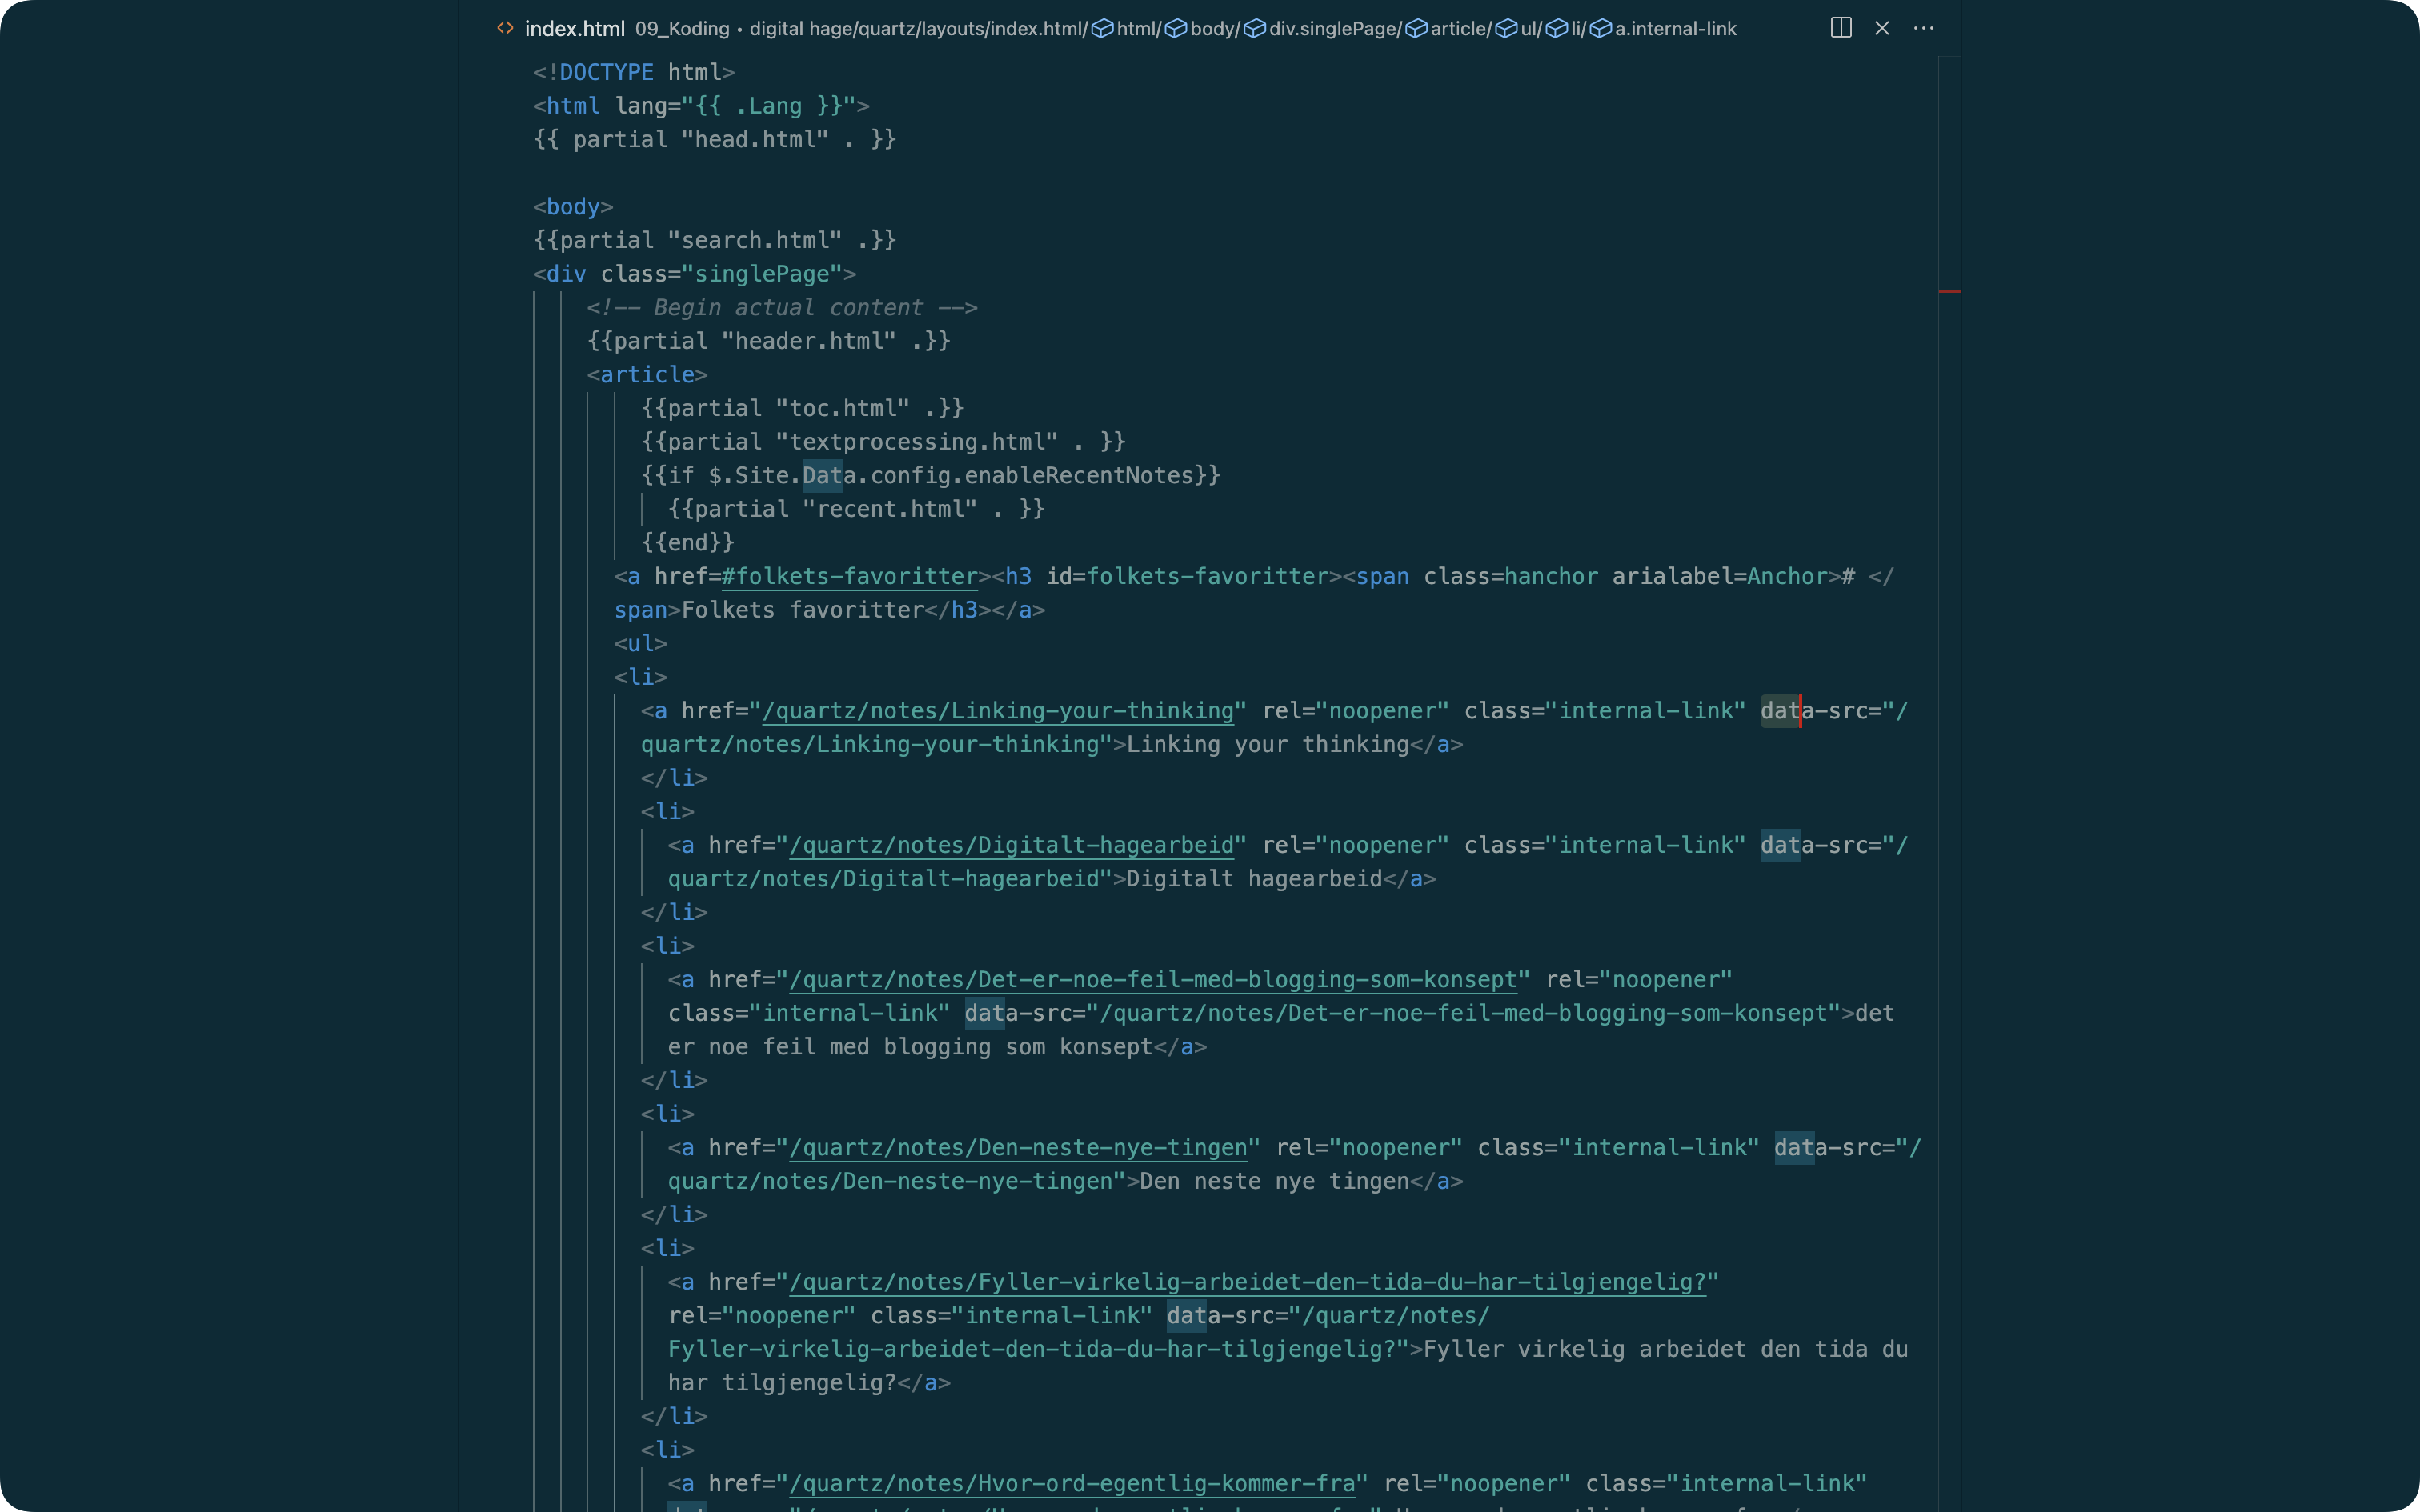 index.html 09_Koding • digital hage/quartz/layouts/index.html/html/body/div.singlePage/article/ul/li/a.internal-link
<!DOCTYPE html>
<html lang="{{ .Lang }}">
{{ partial "head.html" . }}
<body>
{{partial "search.html" .}}
<div class="singlePage">
<!-- Begin actual content -->
{{partial "header.html" .}}
<article>
{{partial "toc.html" .}}
{{partial "textprocessing.html" . }}
{{if $.Site.Data.config.enableRecentNotes}}
{{partial "recent.html" . }}
{{end}}
<a href=#folkets-favoritter><h3 id=folkets-favoritter><span class=hanchor arialabel=Anchor># </
span>Folkets favoritter</h3></a>
<ul>
<li>
<a href="/quartz/notes/Linking-your-thinking" rel="noopener" class="internal-link" data-src="/
quartz/notes/Linking-your-thinking">Linking your thinking</a>
</li>
<li>
<a href="/quartz/notes/Digitalt-hagearbeid" rel="noopener" class="internal-link" data-src="/
quartz/notes/Digitalt-hagearbeid">Digitalt hagearbeid</a>
</li>
<li>
<a href="/quartz/notes/Det-er-noe-feil-med-blogging-som-konsept" rel="noopener"
class="internal-link" data-src="/quartz/notes/Det-er-noe-feil-med-blogging-som-konsept">det
er noe feil med blogging som konsept</a>
</li>
<li>
<a href="/quartz/notes/Den-neste-nye-tingen" rel="noopener" class="internal-link" data-src="/
quartz/notes/Den-neste-nye-tingen">Den neste nye tingen</a>
</li>
<li>
<a href="/quartz/notes/Fyller-virkelig-arbeidet-den-tida-du-har-tilgjengelig?"
rel="noopener" class="internal-link" data-src="/quartz/notes/
Fyller-virkelig-arbeidet-den-tida-du-har-tilgjengelig?">Fyller virkelig arbeidet den tida du
har tilgjengelig?</a>
</li>
<li>
<a href="/quartz/notes/Hvor-ord-egentlig-kommer-fra" rel="noopener" class="internal-link"